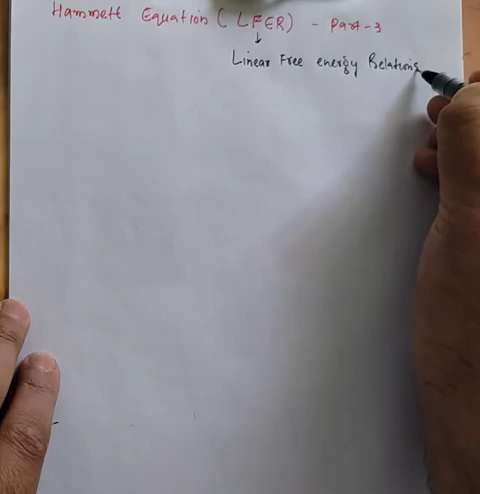 Hammett Equation (LFER) - Part-3
↓
Linear Free energy Relations